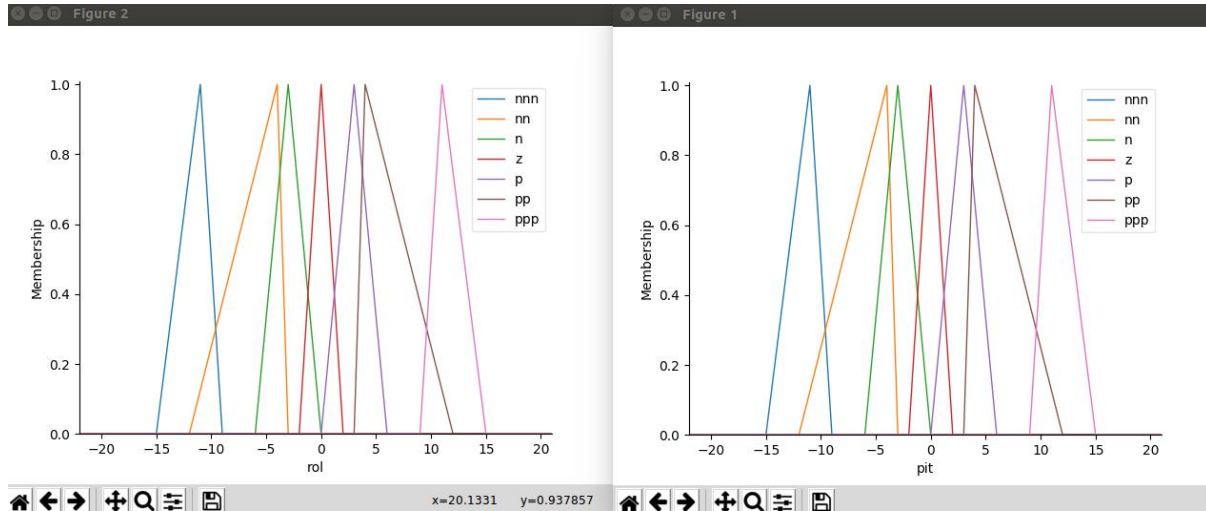 Figure 2
1.0
0.8
0.6
0.4
0.2
0.0
Membership
−20 −15 −10 −5 0 5 10 15 20
rol
nnn
nn
n
z
p
pp
ppp
x=20.1331 y=0.937857
Figure 1
1.0
0.8
0.6
0.4
0.2
0.0
Membership
−20 −15 −10 −5 0 5 10 15 20
pit
nnn
nn
n
z
p
pp
ppp